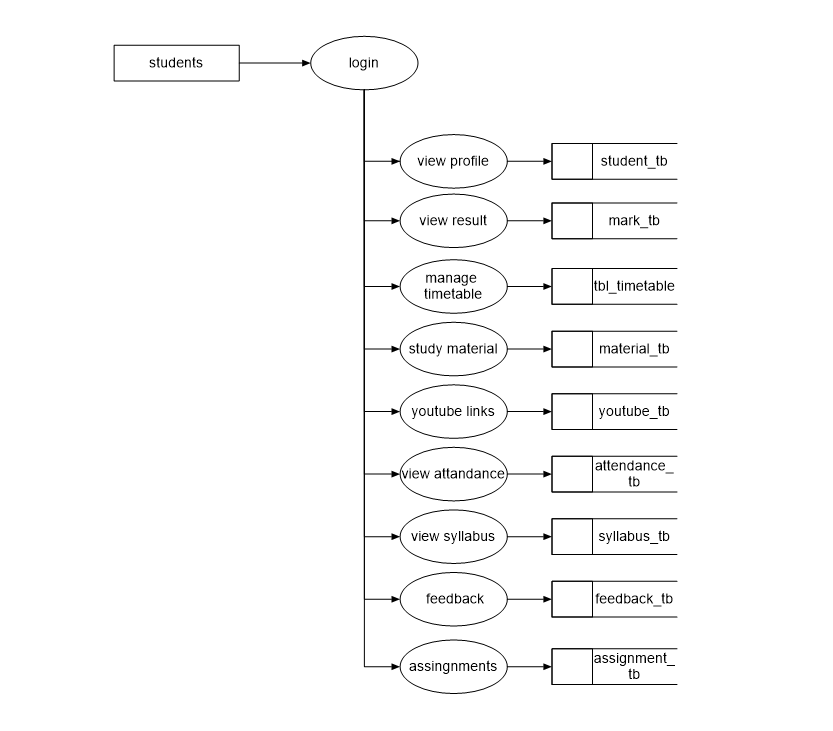 students
login
view profile
student_tb
view result
mark_tb
manage
timetable
tbl_timetable
study material
material_tb
youtube links
youtube_tb
view attandance
attendance_
tb
view syllabus
syllabus_tb
feedback
feedback_tb
assingnments
assignment_
tb